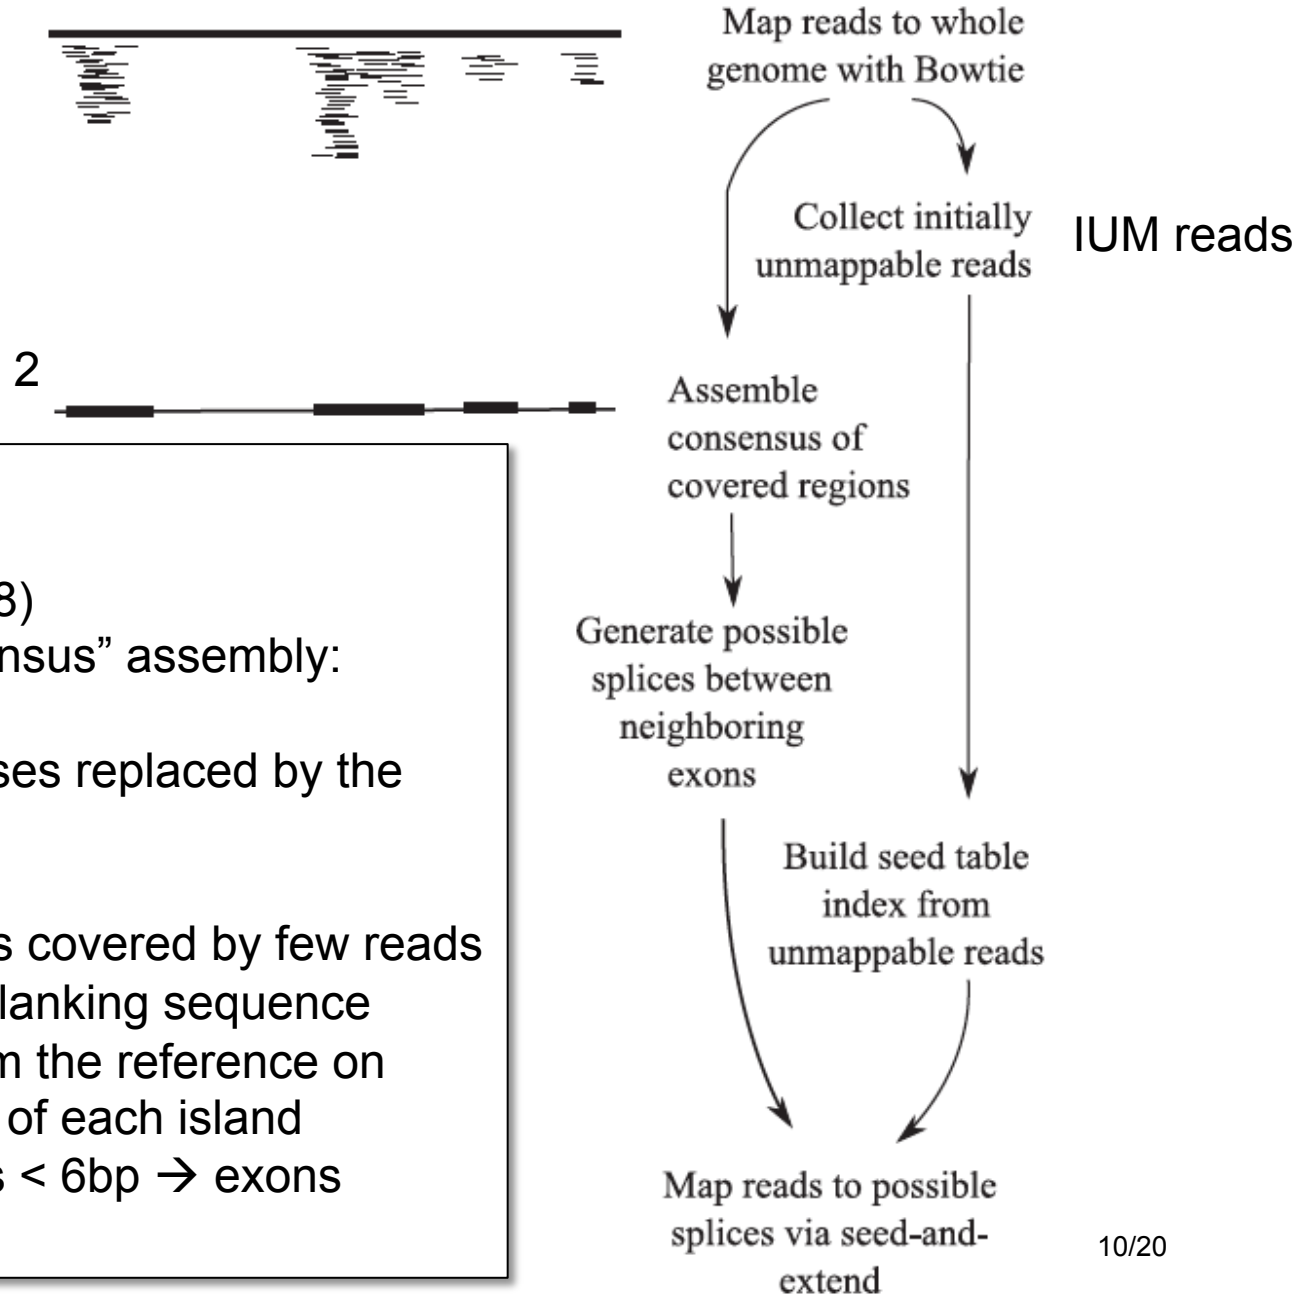 Map reads to whole
genome with Bowtie
Collect initially
unmappable reads
IUM reads
2
Assemble
consensus of
covered regions
8)
nsus” assembly:
ses replaced by the
s covered by few reads
lanking sequence
m the reference on
of each island
s < 6bp → exons
Generate possible
splices between
neighboring
exons
Build seed table
index from
unmappable reads
Map reads to possible
splices via seed-and-
extend
10/20